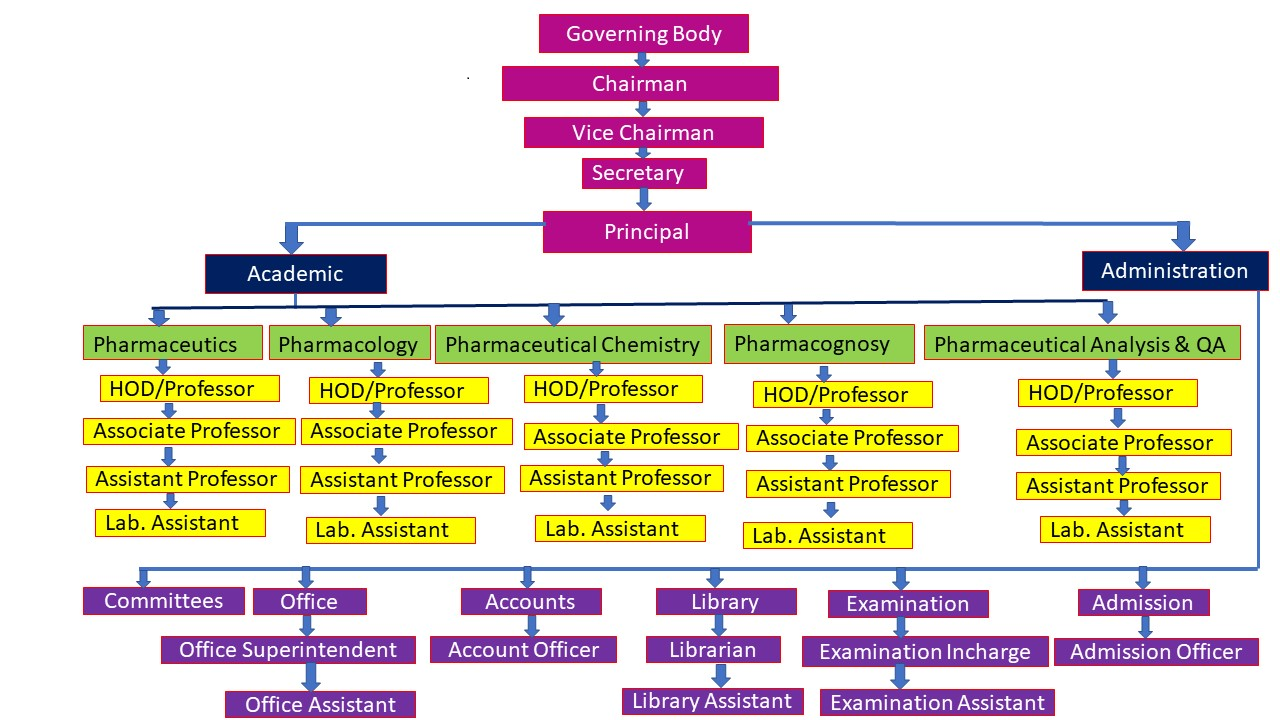 Governing Body
Chairman
Vice Chairman
Secretary
Principal
Academic
Administration
Pharmaceutics
Pharmacology
Pharmaceutical Chemistry
Pharmacognosy
Pharmaceutical Analysis & QA
HOD/Professor
HOD/Professor
HOD/Professor
HOD/Professor
HOD/Professor
Associate Professor
Associate Professor
Associate Professor
Associate Professor
Associate Professor
Assistant Professor
Assistant Professor
Assistant Professor
Assistant Professor
Assistant Professor
Lab. Assistant
Lab. Assistant
Lab. Assistant
Lab. Assistant
Lab. Assistant
Committees
Office
Accounts
Library
Examination
Admission
Office Superintendent
Account Officer
Librarian
Examination Incharge
Admission Officer
Office Assistant
Library Assistant
Examination Assistant